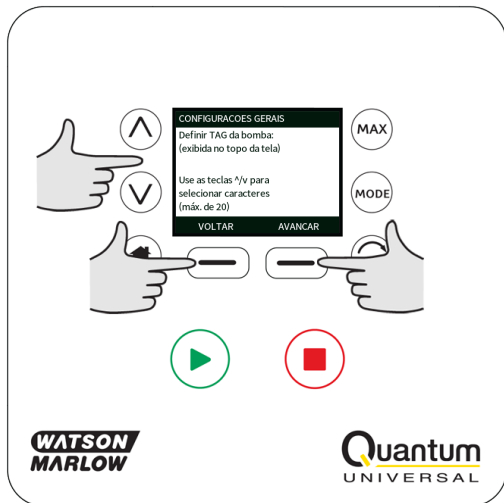 CONFIGURACOES GERAIS
Definir TAG da bomba:
(exibida no topo da tela)
Use as teclas ^/v para
selecionar caracteres
(máx. de 20)
VOLTAR AVANCAR
MAX
MODE
WATSON
MARLOW
Quantum
UNIVERSAL